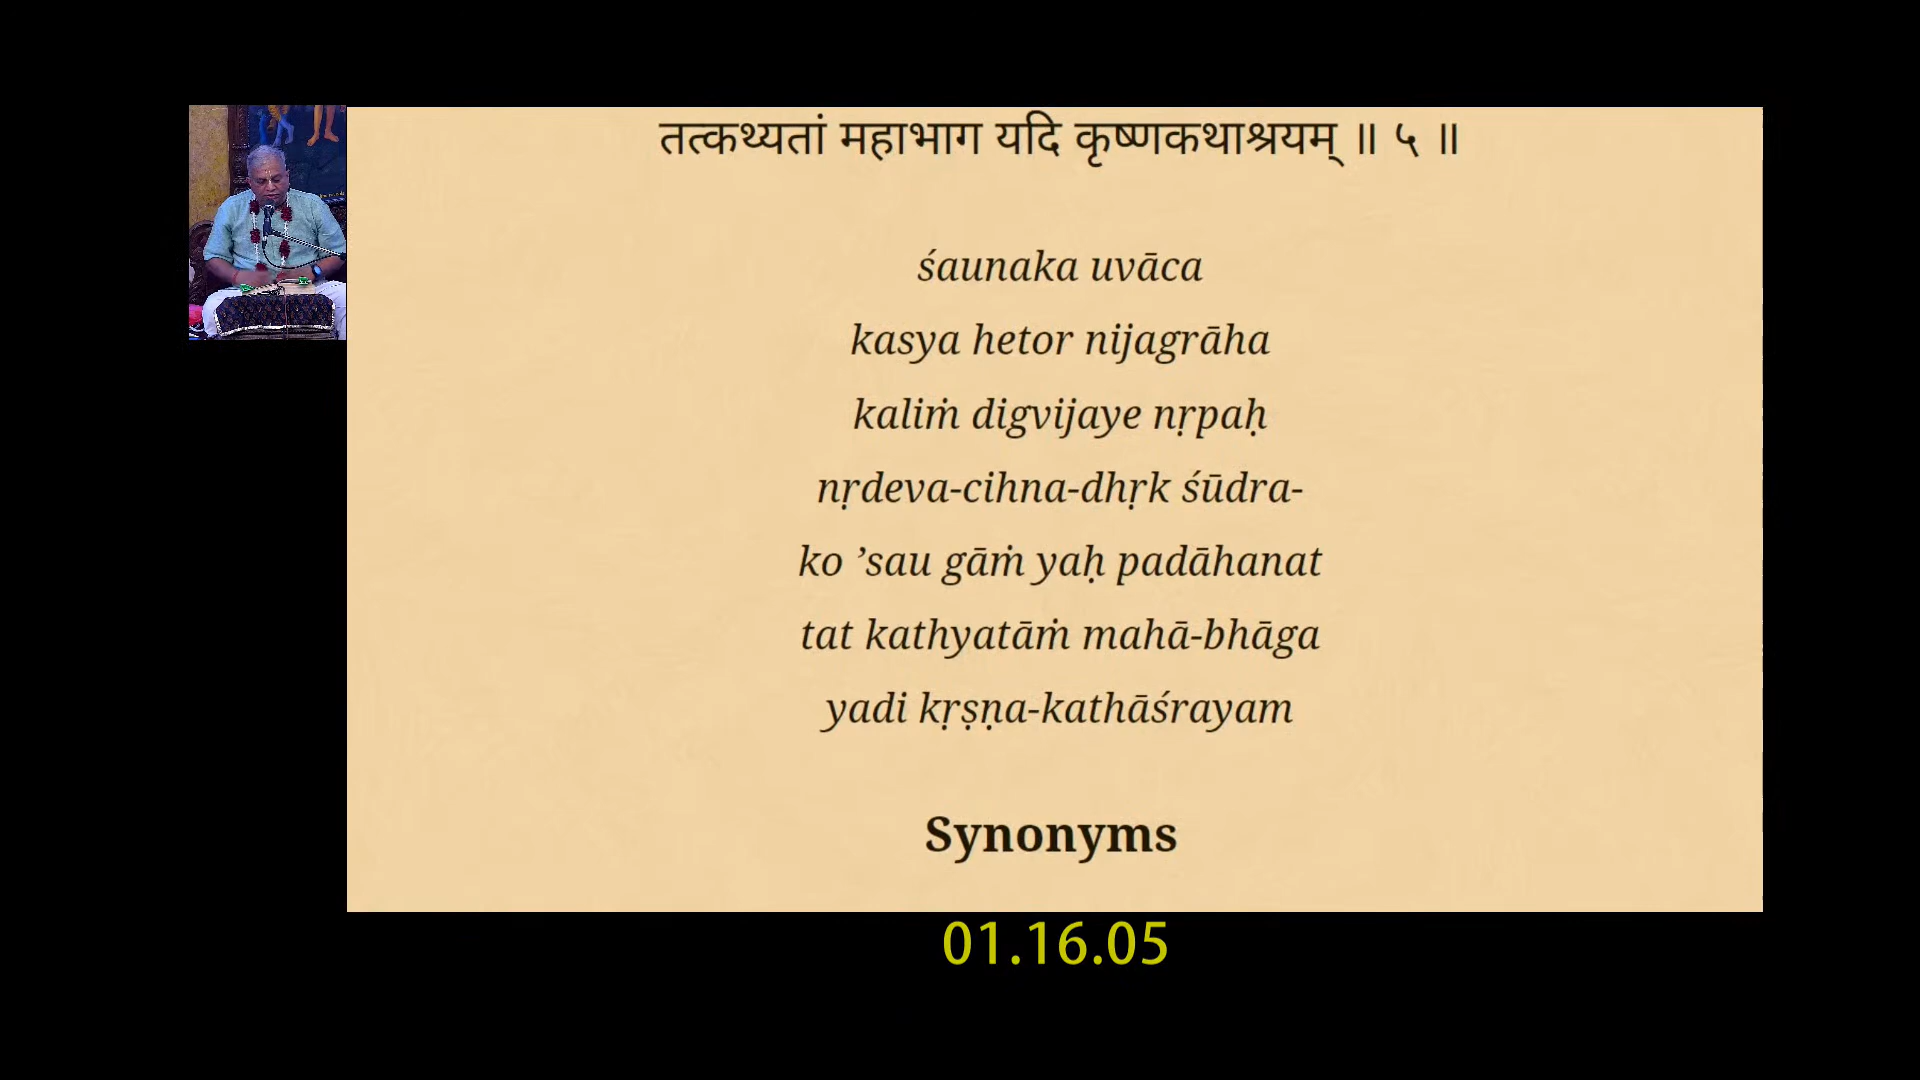 तत्कथ्यतां महाभाग यदि कृष्णकथाश्रयम् ॥ ५ ॥
śaunaka uvāca
kasya hetor nijagrāha
kaliṁ digvijaye nṛpaḥ
nṛdeva-cihna-dhṛk śūdra-
ko ’sau gāṁ yaḥ padāhanat
tat kathyatāṁ mahā-bhāga
yadi kṛṣṇa-kathāśrayam
Synonyms
01.16.05